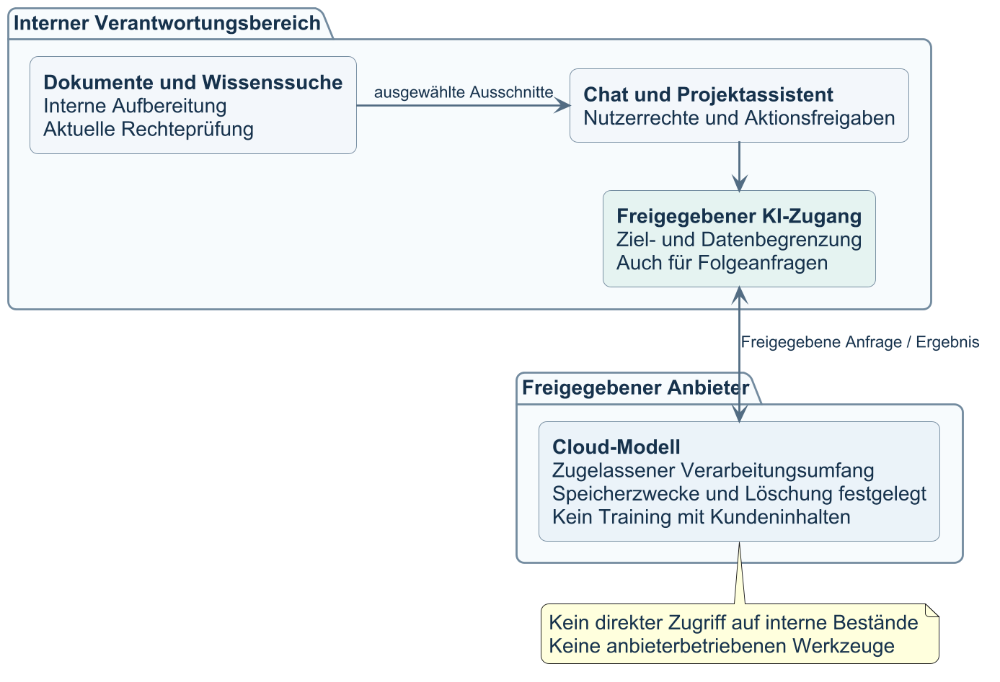 Interner Verantwortungsbereich
Dokumente und Wissenssuche
Interne Aufbereitung
Aktuelle Rechteprüfung
ausgewählte Ausschnitte
Chat und Projektassistent
Nutzerrechte und Aktionsfreigaben
Freigegebener KI-Zugang
Ziel- und Datenbegrenzung
Auch für Folgeanfragen
Freigegebene Anfrage / Ergebnis
Freigegebener Anbieter
Cloud-Modell
Zugelassener Verarbeitungsumfang
Speicherzwecke und Löschung festgelegt
Kein Training mit Kundeninhalten
Kein direkter Zugriff auf interne Bestände
Keine anbieterbetriebenen Werkzeuge